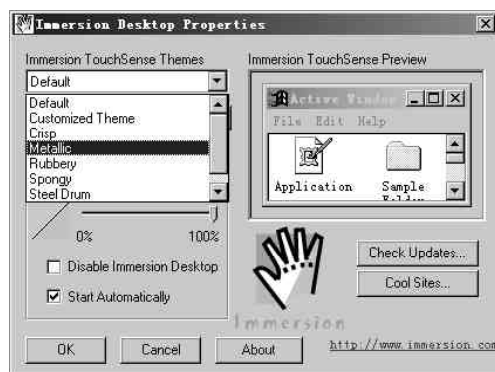 Immersion Desktop Properties
Immersion TouchSense Themes
Default
Default
Customized Theme
Crisp
Metallic
Rubbery
Spongy
Steel Drum
0% 100%
Disable Immersion Desktop
Start Automatically
OK Cancel About
Immersion TouchSense Preview
Active Window
File Edit Help
Application Sample
Folder
Check Updates...
Cool Sites...
Immersion
http://www.immersion.com